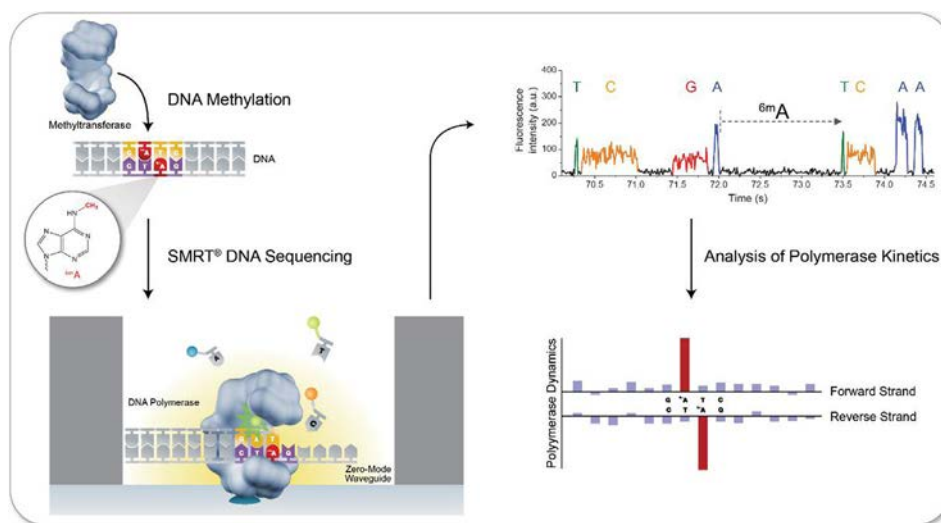 Methyltransferase
DNA Methylation
DNA
G T A G
HN CH₃
N N
N N
⁶ᵐA
SMRT® DNA Sequencing
A
T
C
DNA Polymerase
Zero-Mode
Waveguide
Fluorescence
intensity (a.u.)
400
300
200
100
0
T C G A T C A A
⁶ᵐA
70.5 71.0 71.5 72.0 72.5 73.0 73.5 74.0 74.5
Time (s)
Analysis of Polymerase Kinetics
Polyymerase Dynamics
Forward Strand
G ⁺A T C
C T ⁺A G
Reverse Strand